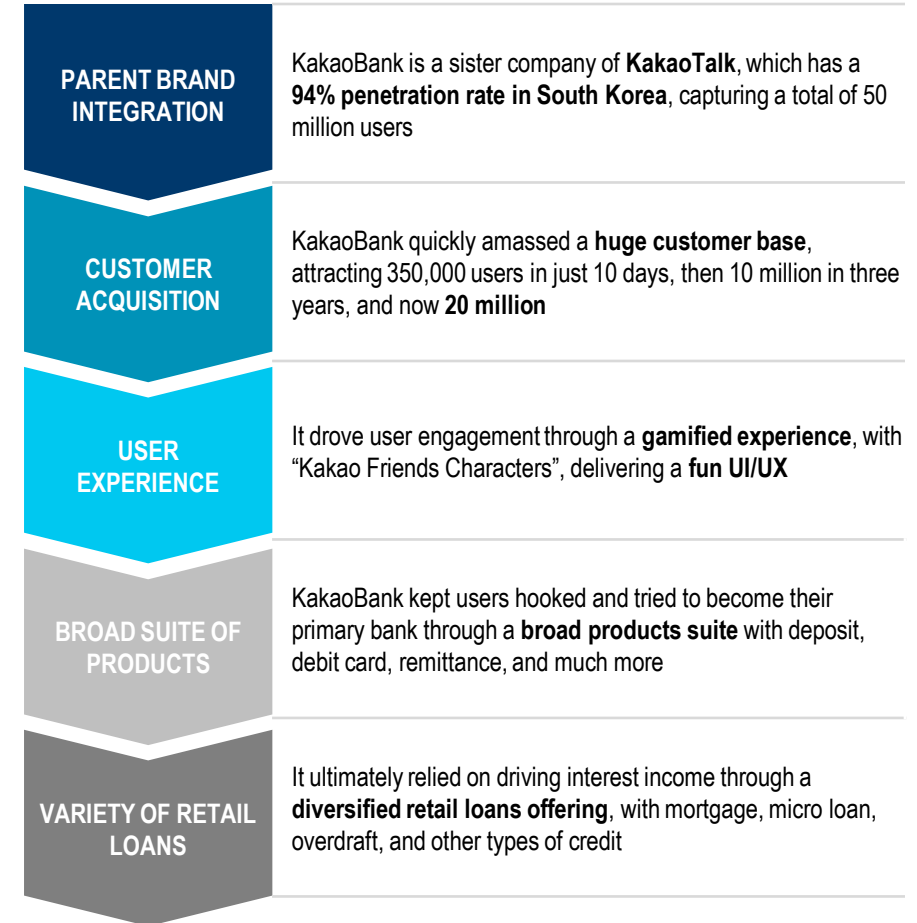 PARENT BRAND
INTEGRATION
KakaoBank is a sister company of KakaoTalk, which has a
94% penetration rate in South Korea, capturing a total of 50
million users
CUSTOMER
ACQUISITION
KakaoBank quickly amassed a huge customer base,
attracting 350,000 users in just 10 days, then 10 million in three
years, and now 20 million
USER
EXPERIENCE
It drove user engagement through a gamified experience, with
“Kakao Friends Characters”, delivering a fun UI/UX
BROAD SUITE OF
PRODUCTS
KakaoBank kept users hooked and tried to become their
primary bank through a broad products suite with deposit,
debit card, remittance, and much more
VARIETY OF RETAIL
LOANS
It ultimately relied on driving interest income through a
diversified retail loans offering, with mortgage, micro loan,
overdraft, and other types of credit